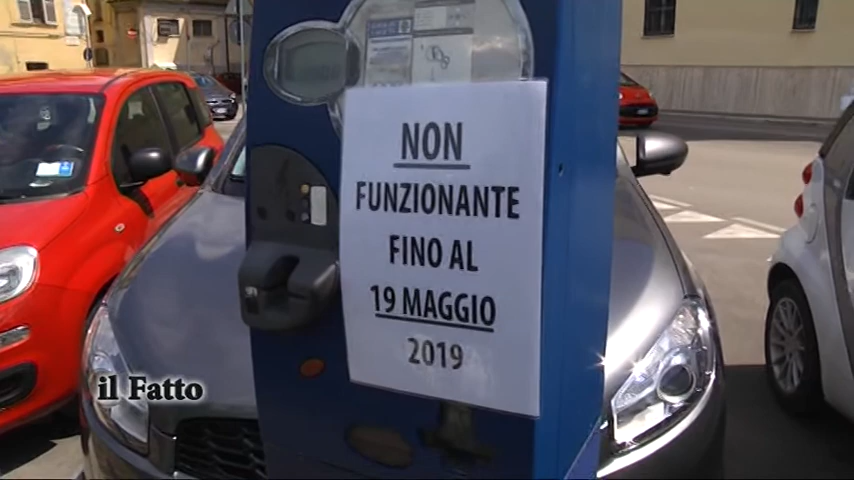 NON
FUNZIONANTE
FINO AL
19 MAGGIO
2019
il Fatto